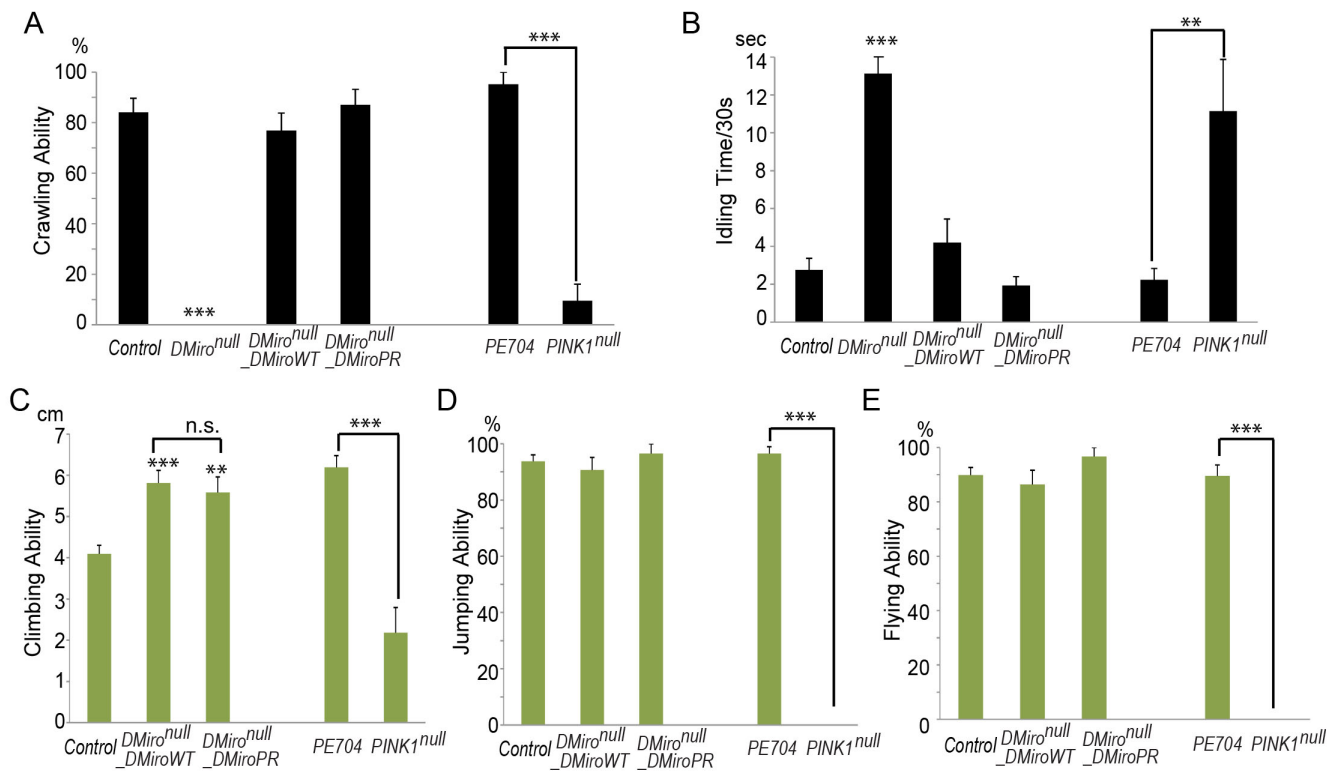 A
%
100
80
60
40
20
0
Crawling Ability
***
***
Control
DMiro^null
DMiro^null
_DMiroWT
DMiro^null
_DMiroPR
PE704
PINK1^null
B
sec
14
12
10
8
6
4
2
0
Idling Time/30s
***
**
Control
DMiro^null
DMiro^null
_DMiroWT
DMiro^null
_DMiroPR
PE704
PINK1^null
C
cm
7
6
5
4
3
2
1
0
Climbing Ability
n.s.
***
**
***
Control
DMiro^null
_DMiroWT
DMiro^null
_DMiroPR
PE704
PINK1^null
D
%
100
80
60
40
20
0
Jumping Ability
***
Control
DMiro^null
_DMiroWT
DMiro^null
_DMiroPR
PE704
PINK1^null
E
%
100
80
60
40
20
0
Flying Ability
***
Control
DMiro^null
_DMiroWT
DMiro^null
_DMiroPR
PE704
PINK1^null